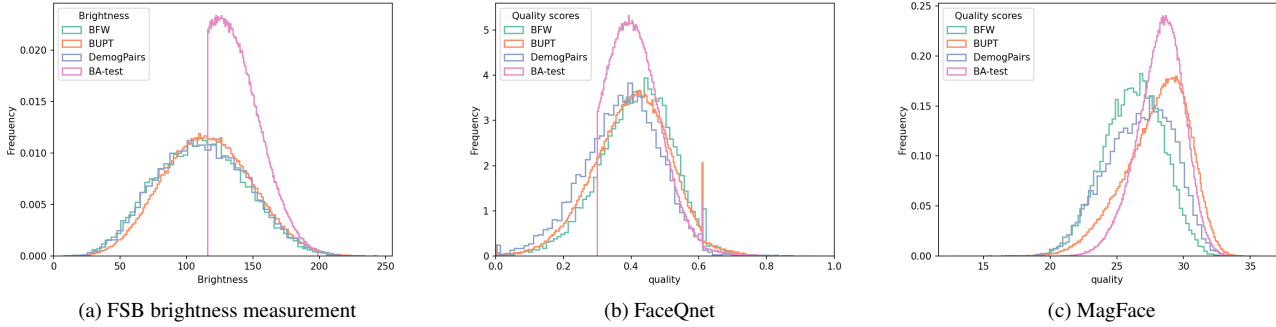 Brightness
BFW
BUPT
DemogPairs
BA-test
Frequency
0.020
0.015
0.010
0.005
0.000
0
50
100
150
200
250
Brightness
(a) FSB brightness measurement
Quality scores
BFW
BUPT
DemogPairs
BA-test
Frequency
5
4
3
2
1
0
0.0
0.2
0.4
0.6
0.8
1.0
quality
(b) FaceQnet
Quality scores
BFW
BUPT
DemogPairs
BA-test
Frequency
0.25
0.20
0.15
0.10
0.05
0.00
15
20
25
30
35
quality
(c) MagFace